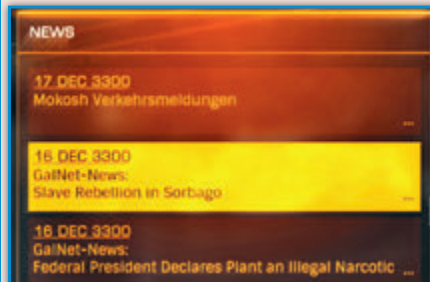 NEWS
17 DEC 3300
Mokosh Verkehrsmeldungen
...
16 DEC 3300
GalNet-News:
Slave Rebellion in Sorbago
...
16 DEC 3300
GalNet-News:
Federal President Declares Plant an Illegal Narcotic ...